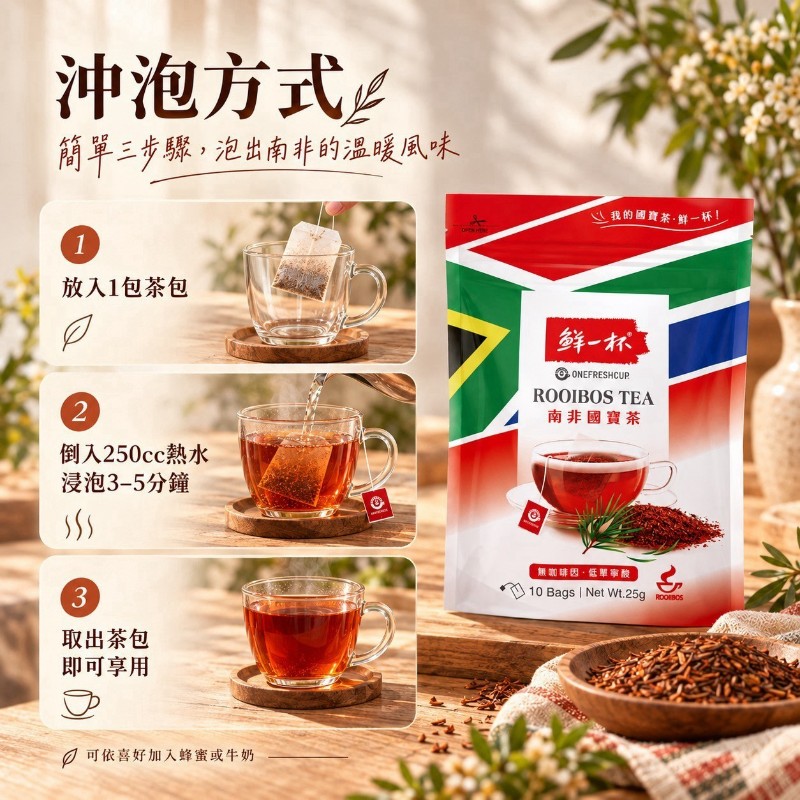 沖泡方式
簡單三步驟，泡出南非的溫暖風味
1
放入1包茶包
2
倒入250cc熱水
浸泡3–5分鐘
3
取出茶包
即可享用
可依喜好加入蜂蜜或牛奶
我的國寶茶·鮮一杯！
鮮一杯®
ONEFRESHCUP
ROOIBOS TEA
南非國寶茶
無咖啡因·低單寧酸
10 Bags | Net Wt.25g
ROOIBOS